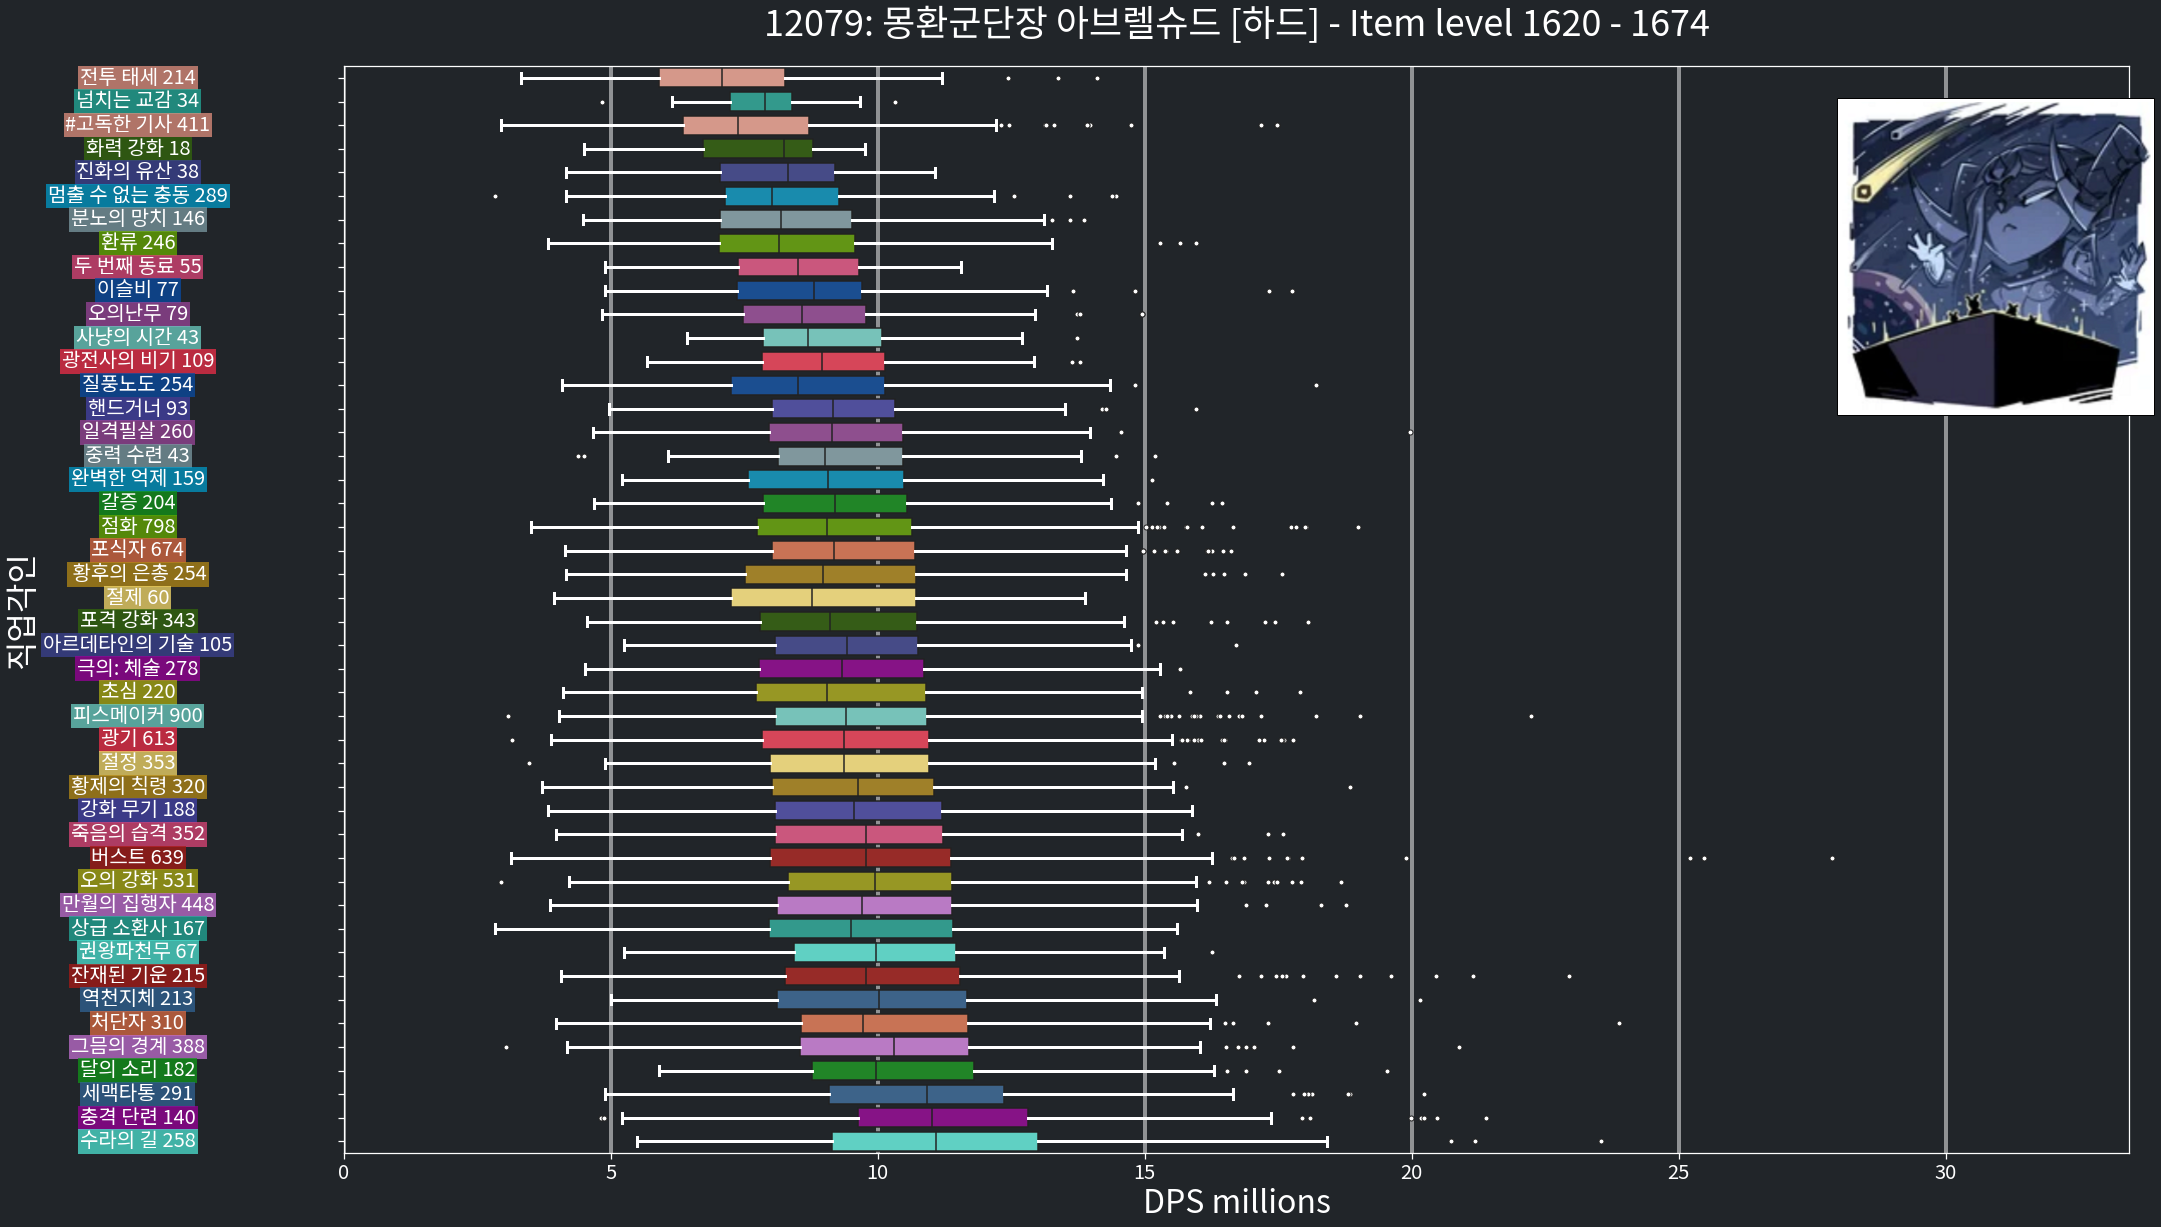 12079: 몽환군단장 아브렐슈드 [하드] - Item level 1620 - 1674
전투 태세 214
넘치는 교감 34
#고독한 기사 411
화력 강화 18
진화의 유산 38
멈출 수 없는 충동 289
분노의 망치 146
환류 246
두 번째 동료 55
이슬비 77
오의난무 79
사냥의 시간 43
광전사의 비기 109
질풍노도 254
핸드거너 93
일격필살 260
중력 수련 43
완벽한 억제 159
갈증 204
점화 798
포식자 674
황후의 은총 254
절제 60
포격 강화 343
아르데타인의 기술 105
극의: 체술 278
초심 220
피스메이커 900
광기 613
절정 353
황제의 칙령 320
강화 무기 188
죽음의 습격 352
버스트 639
오의 강화 531
만월의 집행자 448
상급 소환사 167
권왕파천무 67
잔재된 기운 215
역천지체 213
처단자 310
그믐의 경계 388
달의 소리 182
세맥타통 291
충격 단련 140
수라의 길 258
직업각인
0 5 10 15 20 25 30
DPS millions